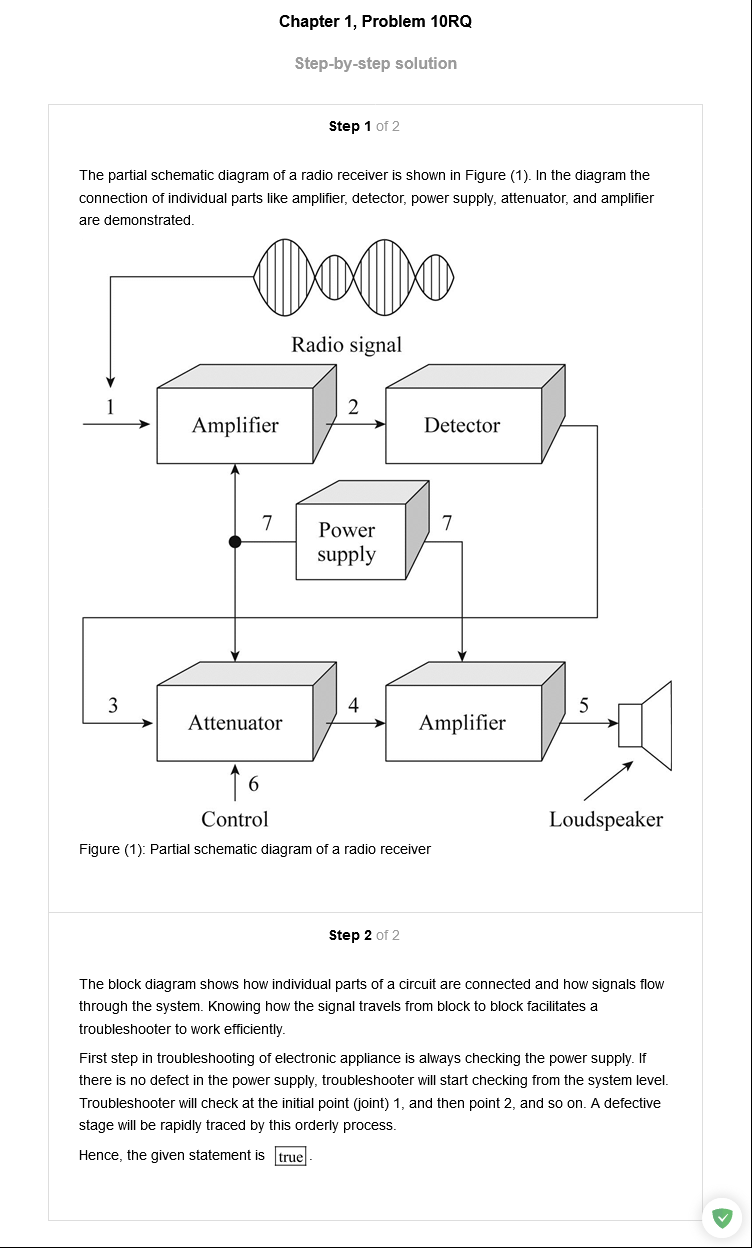 Chapter 1, Problem 10RQ
Step-by-step solution
Step 1 of 2
The partial schematic diagram of a radio receiver is shown in Figure (1). In the diagram the
connection of individual parts like amplifier, detector, power supply, attenuator, and amplifier
are demonstrated.
Radio signal
1
Amplifier
2
Detector
7
Power
supply
7
3
Attenuator
4
Amplifier
5
6
Control
Loudspeaker
Figure (1): Partial schematic diagram of a radio receiver
Step 2 of 2
The block diagram shows how individual parts of a circuit are connected and how signals flow
through the system. Knowing how the signal travels from block to block facilitates a
troubleshooter to work efficiently.
First step in troubleshooting of electronic appliance is always checking the power supply. If
there is no defect in the power supply, troubleshooter will start checking from the system level.
Troubleshooter will check at the initial point (joint) 1, and then point 2, and so on. A defective
stage will be rapidly traced by this orderly process.
Hence, the given statement is true.